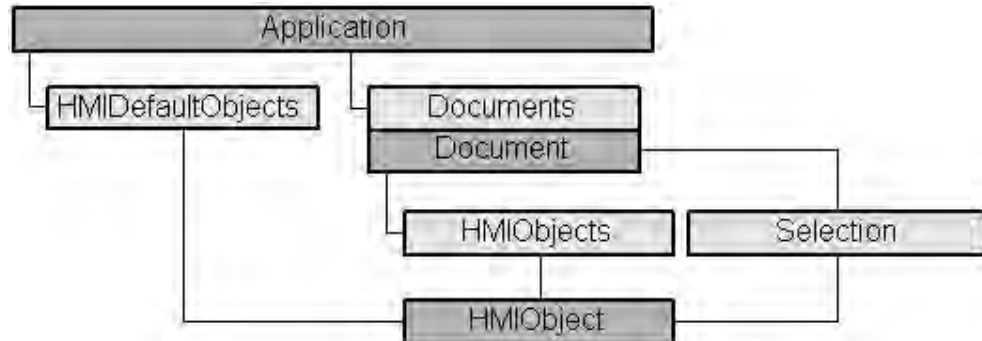 Application
HMIDefaultObjects
Documents
Document
HMIObjects
Selection
HMIObject